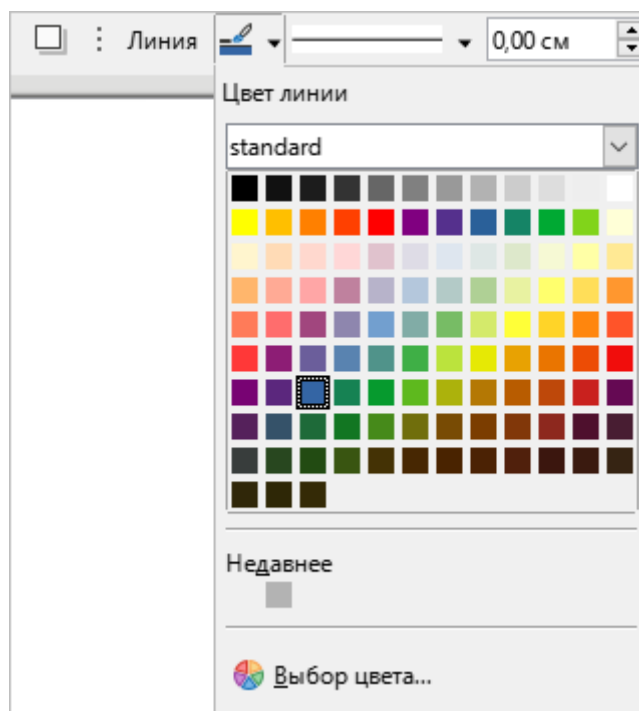 Линия
0,00 см
Цвет линии
standard
Недавнее
Выбор цвета...